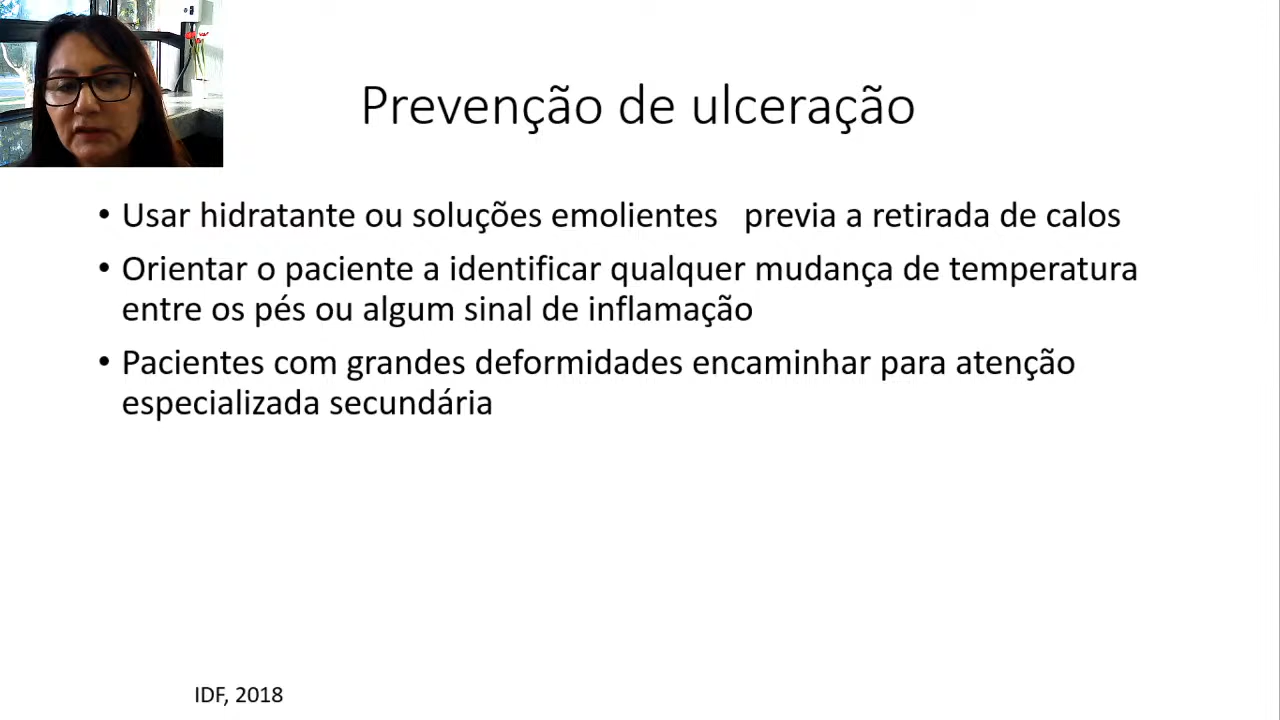 Prevenção de ulceração
• Usar hidratante ou soluções emolientes previa a retirada de calos
• Orientar o paciente a identificar qualquer mudança de temperatura
entre os pés ou algum sinal de inflamação
• Pacientes com grandes deformidades encaminhar para atenção
especializada secundária
IDF, 2018